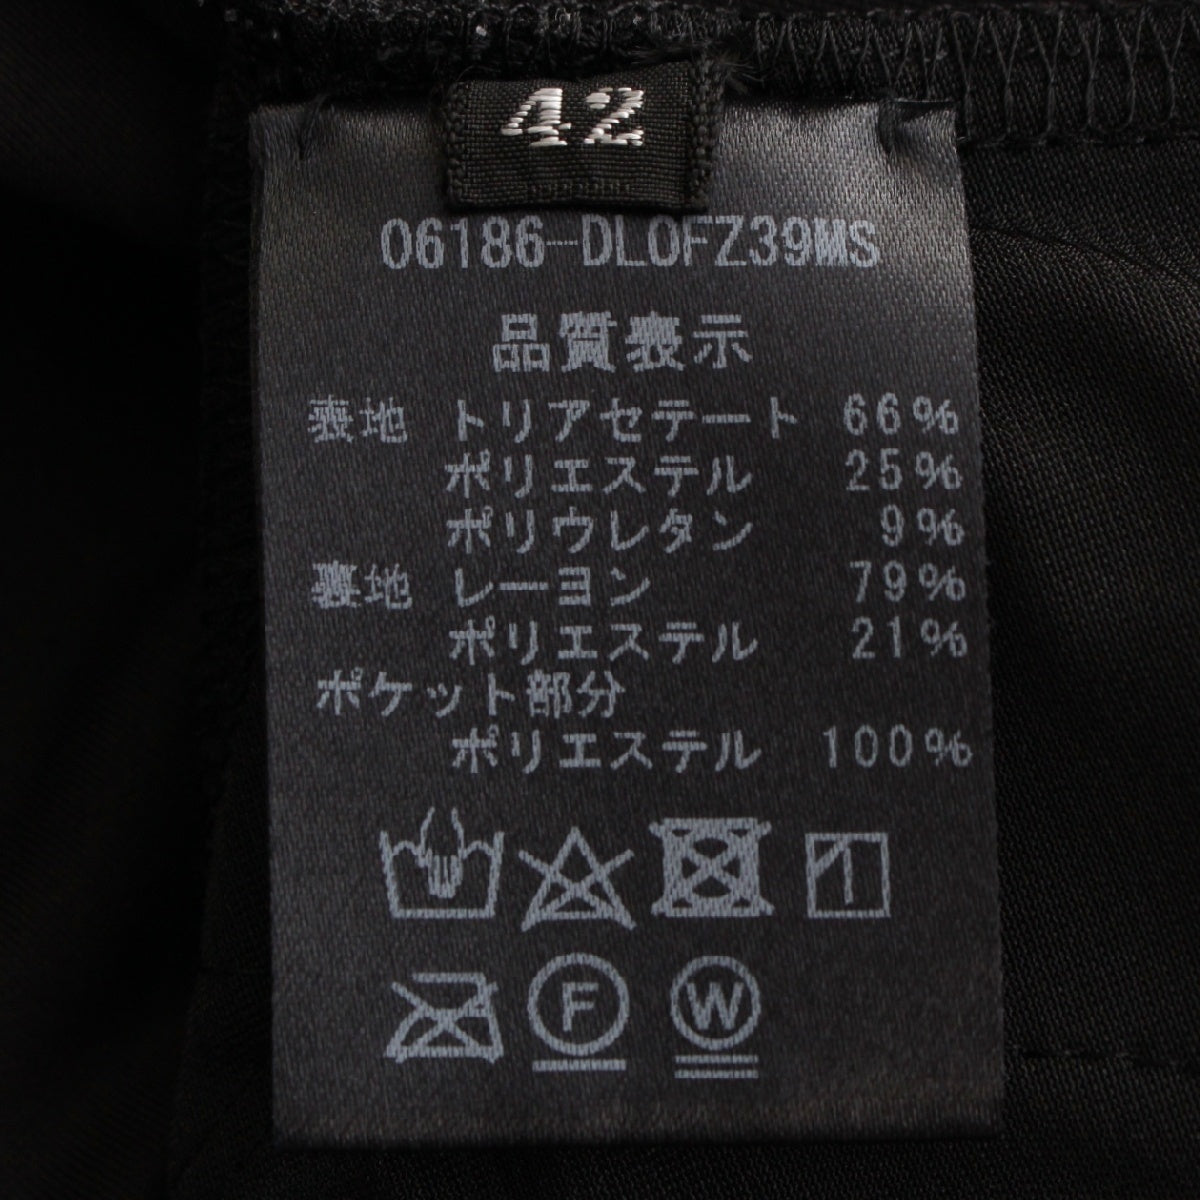 42
06186-DLOFZ39MS
品質表示
表地 トリアセテート 66%
ポリエステル 25%
ポリウレタン 9%
裏地 レーヨン 79%
ポリエステル 21%
ポケット部分
ポリエステル 100%
F W